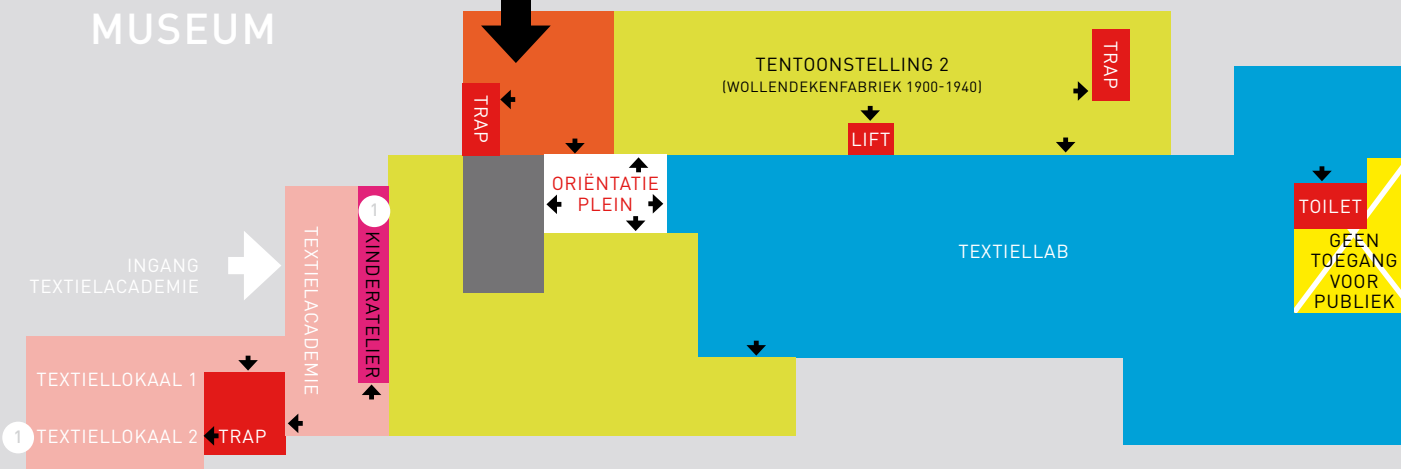 MUSEUM
TENTOONSTELLING 2
(WOLLENDEKENFABRIEK 1900-1940)
TRAP
TRAP
LIFT
ORIËNTATIE
PLEIN
TOILET
GEEN
TOEGANG
VOOR
PUBLIEK
TEXTIELLAB
1
KINDERATELIER
TEXTIELACADEMIE
INGANG
TEXTIELACADEMIE
TEXTIELLOKAAL 1
1
TEXTIELLOKAAL 2
TRAP